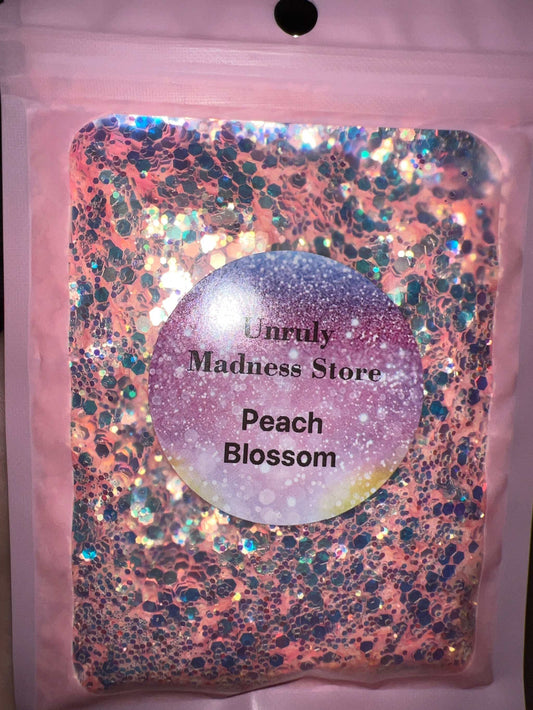 Unruly
Madness Store
Peach
Blossom